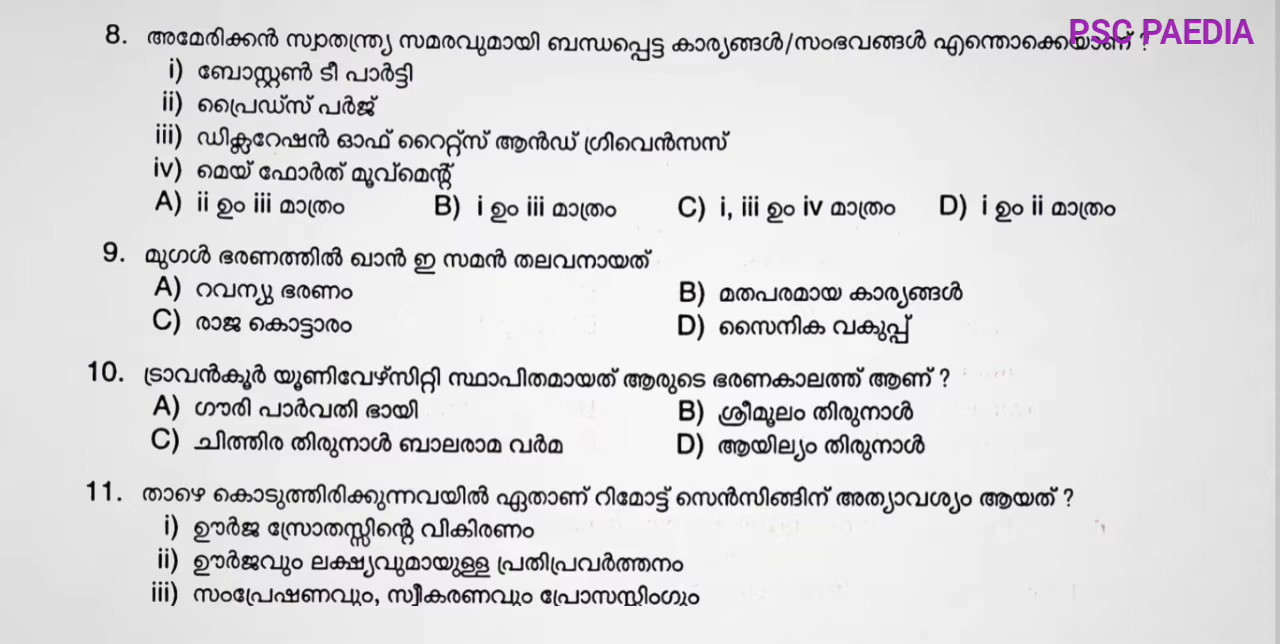 PSC PAEDIA
8. അമേരിക്കൻ സ്വാതന്ത്ര്യ സമരവുമായി ബന്ധപ്പെട്ട കാര്യങ്ങൾ/സംഭവങ്ങൾ എന്തൊക്കെയാണ് ?
i) ബോസ്റ്റൺ ടീ പാർട്ടി
ii) പ്രൈഡ്സ് പർജ്
iii) ഡിക്ലറേഷൻ ഓഫ് റൈറ്റ്സ് ആൻഡ് ഗ്രിവെൻസസ്
iv) മെയ് ഫോർത് മൂവ്മെന്റ്
A) ii ഉം iii മാത്രം B) i ഉം iii മാത്രം C) i, iii ഉം iv മാത്രം D) i ഉം ii മാത്രം
9. മുഗൾ ഭരണത്തിൽ ഖാൻ ഇ സമൻ തലവനായത്
A) റവന്യു ഭരണം B) മതപരമായ കാര്യങ്ങൾ
C) രാജ കൊട്ടാരം D) സൈനിക വകുപ്പ്
10. ട്രാവൻകൂർ യൂണിവേഴ്സിറ്റി സ്ഥാപിതമായത് ആരുടെ ഭരണകാലത്ത് ആണ് ?
A) ഗൗരി പാർവതി ഭായി B) ശ്രീമൂലം തിരുനാൾ
C) ചിത്തിര തിരുനാൾ ബാലരാമ വർമ D) ആയില്യം തിരുനാൾ
11. താഴെ കൊടുത്തിരിക്കുന്നവയിൽ ഏതാണ് റിമോട്ട് സെൻസിങ്ങിന് അത്യാവശ്യം ആയത് ?
i) ഊർജ സ്രോതസ്സിന്റെ വികിരണം
ii) ഊർജവും ലക്ഷ്യവുമായുള്ള പ്രതിപ്രവർത്തനം
iii) സംപ്രേഷണവും, സ്വീകരണവും പ്രോസസ്സിംഗും